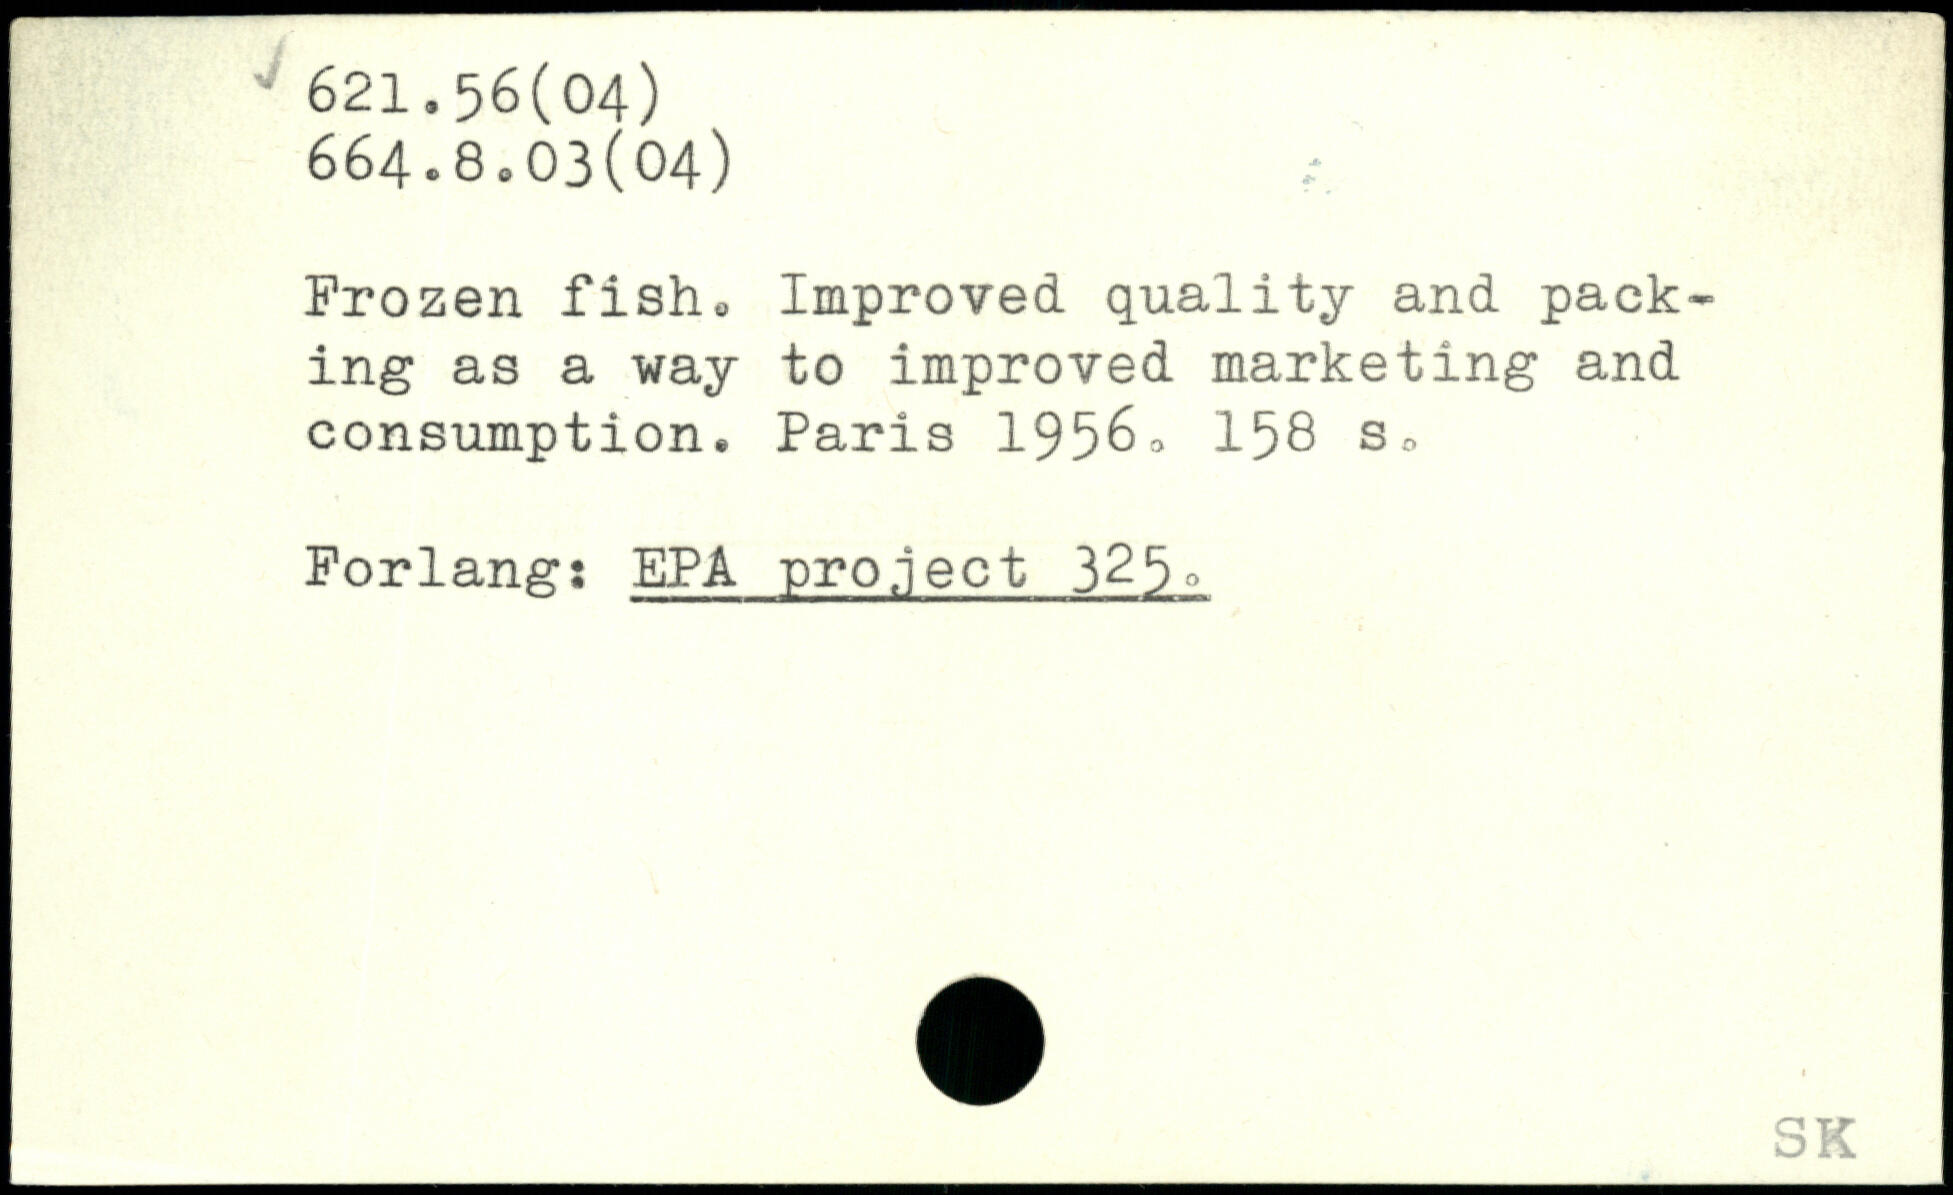 621.56(04)
664.8.03(04)
Frozen fish. Improved quality and pack-
ing as a way to improved marketing and
consumption. Paris 1956. 158 s.
Forlang: EPA project 325.
SK